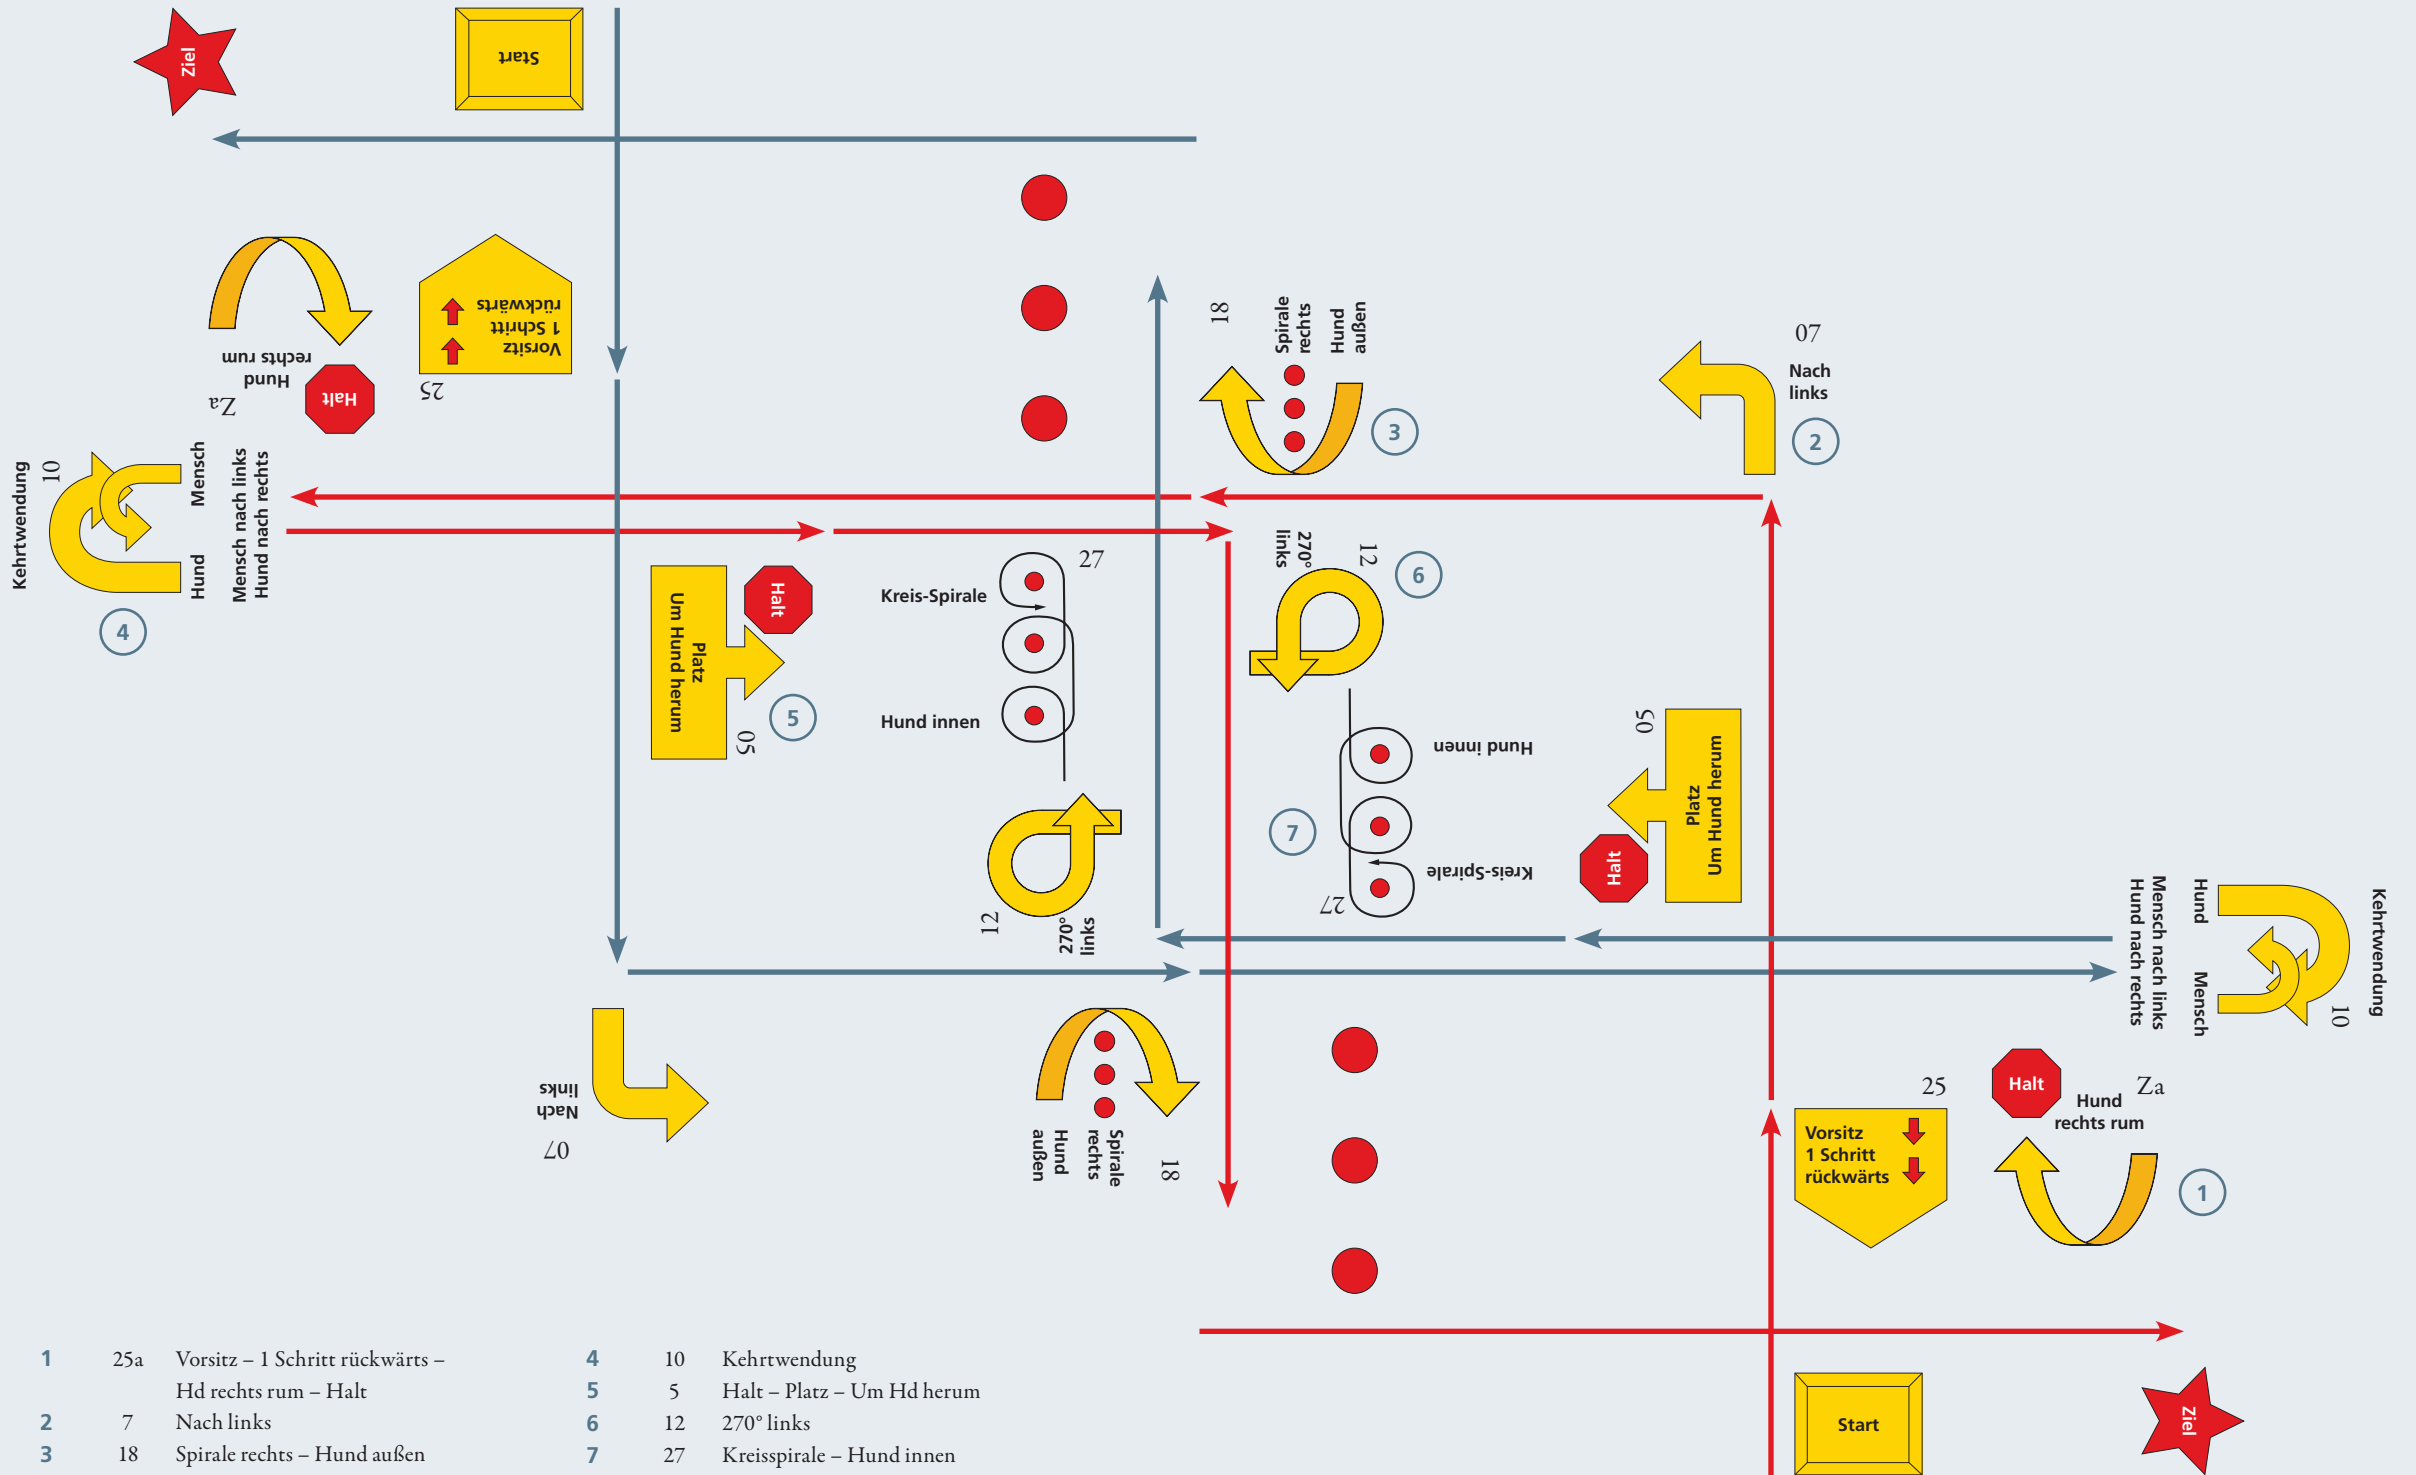 Ziel
Start
Vorsitz
1 Schritt
rückwärts
25
Hund
rechts rum
Halt
Za
Kehrtwendung
10
Mensch
Hund
Mensch nach links
Hund nach rechts
4
18
Spirale
rechts
Hund
außen
3
07
Nach
links
2
Halt
Platz
Um Hund herum
05
5
27
Kreis-Spirale
Hund innen
12
270°
links
270°
links
12
6
Hund innen
Kreis-Spirale
27
7
05
Platz
Um Hund herum
Halt
Kehrtwendung
10
Hund
Mensch
Mensch nach links
Hund nach rechts
Nach
links
07
Spirale
rechts
Hund
außen
18
25
Vorsitz
1 Schritt
rückwärts
Halt
Za
Hund
rechts rum
1
Start
Ziel
1 25a Vorsitz – 1 Schritt rückwärts –
Hd rechts rum – Halt
2 7 Nach links
3 18 Spirale rechts – Hund außen
4 10 Kehrtwendung
5 5 Halt – Platz – Um Hd herum
6 12 270° links
7 27 Kreisspirale – Hund innen